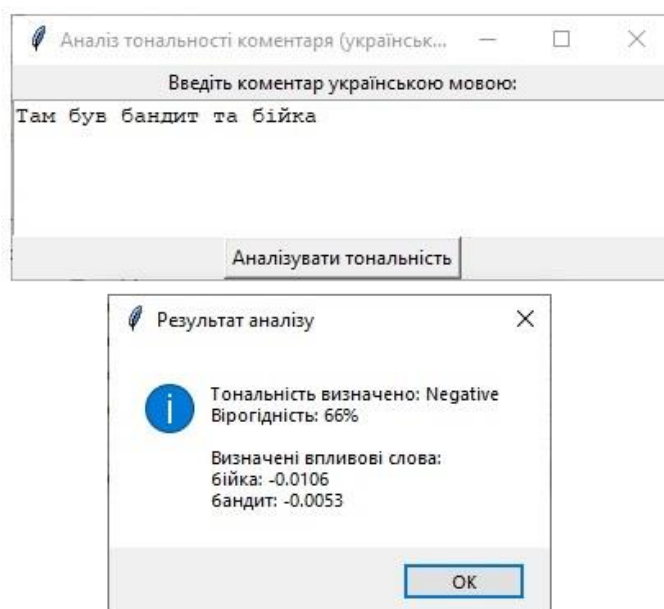 Аналіз тональності коментаря (українськ...
Введіть коментар українською мовою:
Там був бандит та бійка
Аналізувати тональність
Результат аналізу
Тональність визначено: Negative
Вірогідність: 66%
Визначені впливові слова:
бійка: -0.0106
бандит: -0.0053
OK